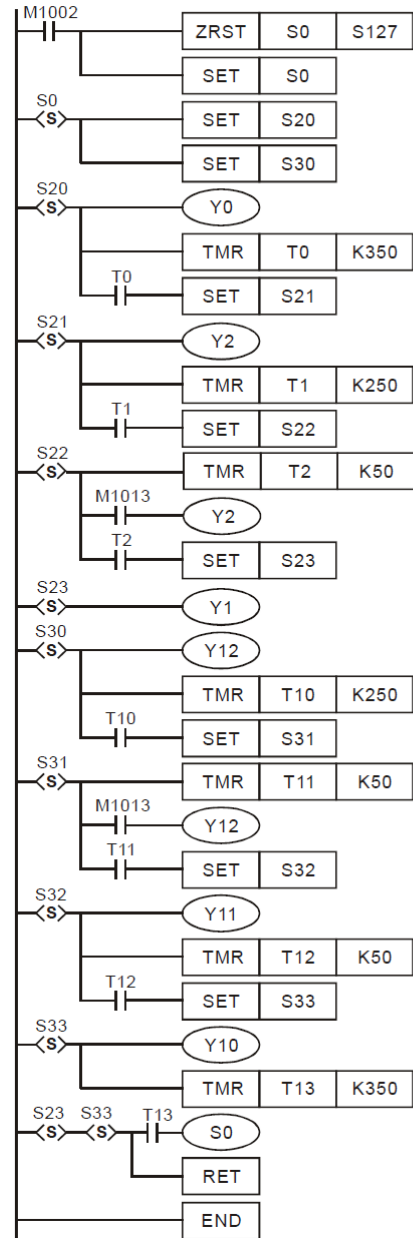 M1002
ZRST S0 S127
SET S0
S0
S
SET S20
SET S30
S20
S
Y0
TMR T0 K350
T0
SET S21
S21
S
Y2
TMR T1 K250
T1
SET S22
S22
S
TMR T2 K50
M1013
Y2
T2
SET S23
S23
S
Y1
S30
S
Y12
TMR T10 K250
T10
SET S31
S31
S
TMR T11 K50
M1013
Y12
T11
SET S32
S32
S
Y11
TMR T12 K50
T12
SET S33
S33
S
Y10
TMR T13 K350
S23 S33 T13
S S S0
RET
END